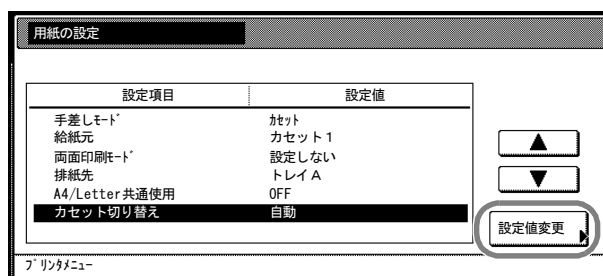 用紙の設定
設定項目 設定値
手差しﾓｰﾄﾞ ｶｾｯﾄ
給紙元 カセット1
両面印刷ﾓｰﾄﾞ 設定しない
排紙先 トレイA
A4/Letter共通使用 OFF
カセット切り替え 自動
設定値変更
ﾌﾟﾘﾝﾀﾒﾆｭｰ